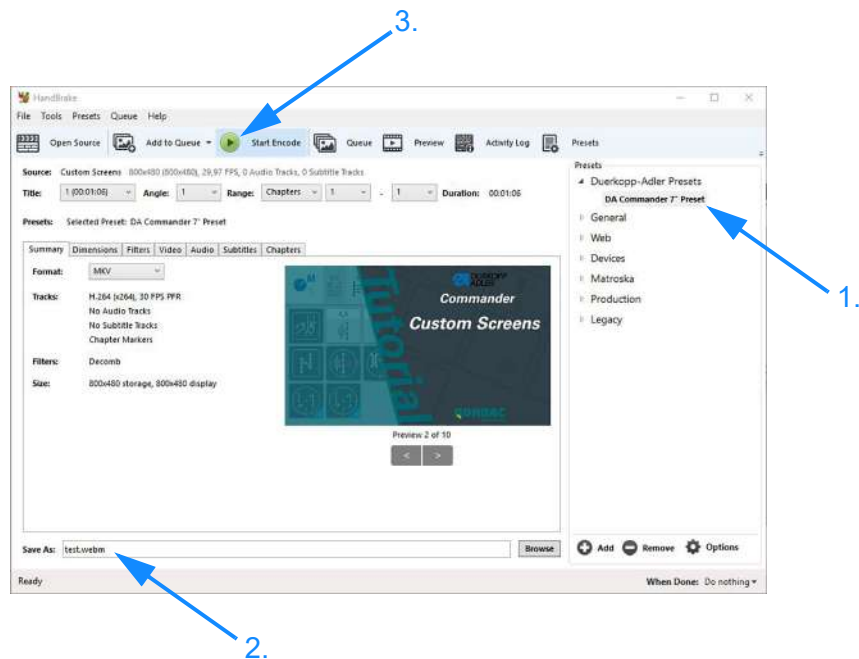 3.
HandBrake
File Tools Presets Queue Help
Open Source Add to Queue Start Encode Queue Preview Activity Log Presets
Source: Custom Screens 800x480 (800x480), 29,97 FPS, 0 Audio Tracks, 0 Subtitle Tracks
Title: 1 (00:01:06) Angle: 1 Range: Chapters 1 - 1 Duration: 00:01:06
Presets: Selected Preset: DA Commander 7" Preset
Summary Dimensions Filters Video Audio Subtitles Chapters
Format: MKV
Tracks: H.264 (x264), 30 FPS PFR
No Audio Tracks
No Subtitle Tracks
Chapter Markers
Filters: Decomb
Size: 800x480 storage, 800x480 display
M
Tutorial
DÜRKOPP
ADLER
Commander
Custom Screens
Preview 2 of 10
< >
Presets
Duerkopp-Adler Presets
DA Commander 7" Preset
General
Web
Devices
Matroska
Production
Legacy
1.
Save As: test.webm Browse
Add Remove Options
Ready When Done: Do nothing
2.